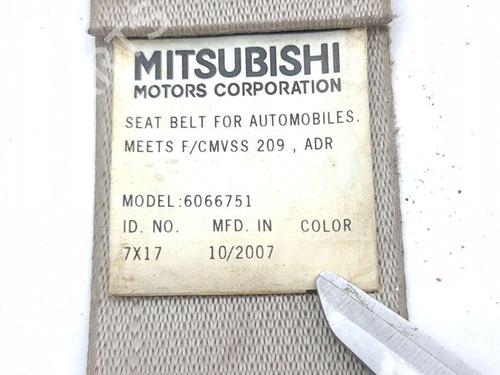 MITSUBISHI
MOTORS CORPORATION
SEAT BELT FOR AUTOMOBILES.
MEETS F/CMVSS 209 , ADR
MODEL:6066751
ID. NO. MFD. IN COLOR
7X17 10/2007